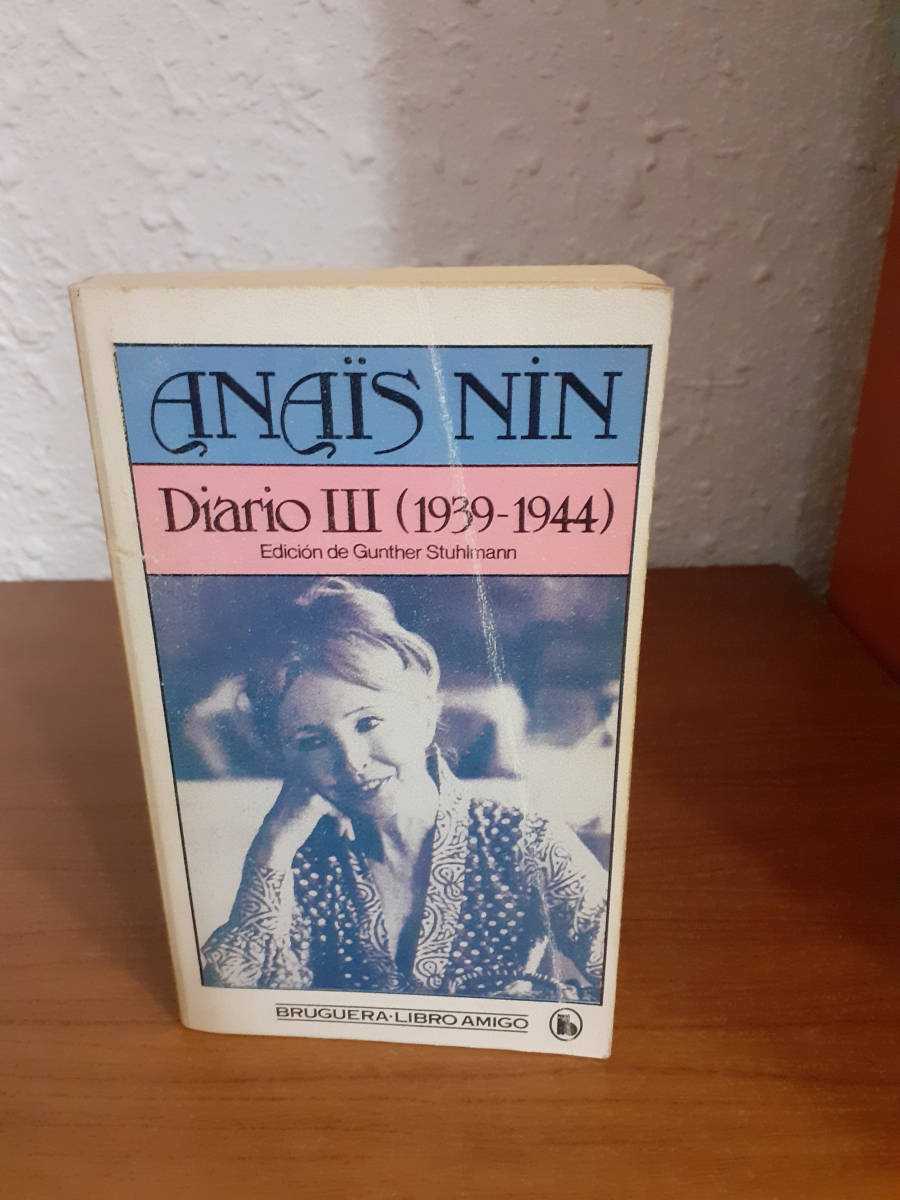 ANAÏS NIN
Diario III (1939-1944)
Edición de Gunther Stuhlmann
BRUGUERA·LIBRO AMIGO
b